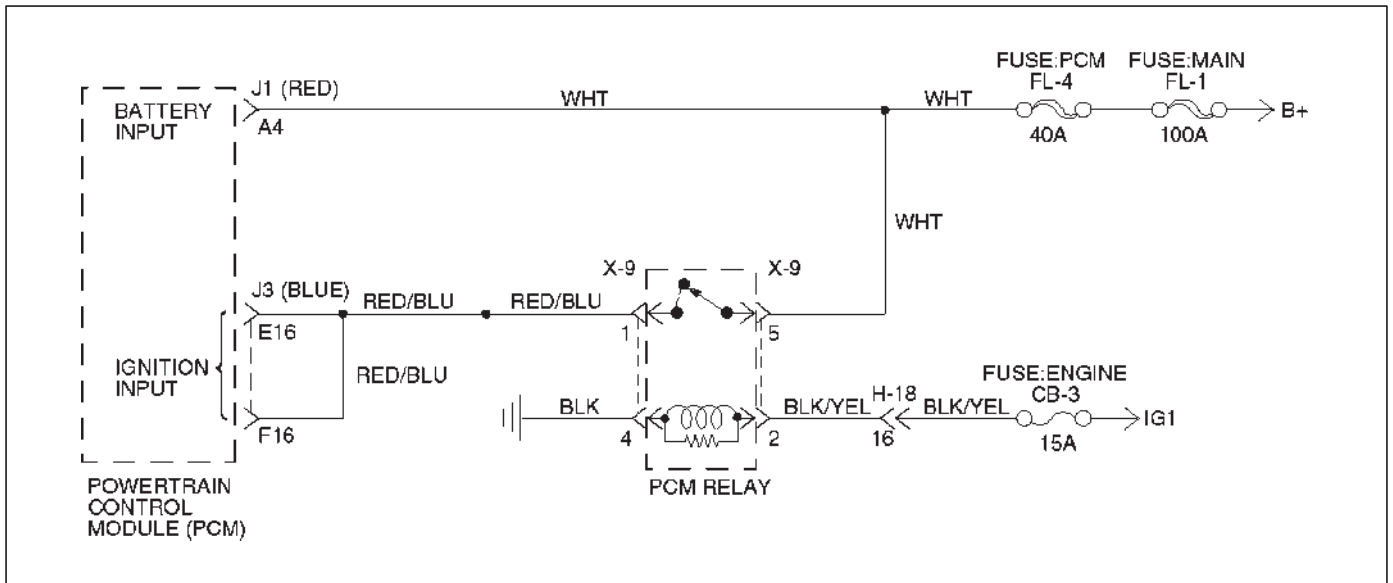 FUSE:PCM FUSE:MAIN
FL-4 FL-1
J1 (RED)
WHT WHT
BATTERY
INPUT
A4
40A 100A
B+
WHT
X-9 X-9
J3 (BLUE)
RED/BLU RED/BLU
E16
1 5
IGNITION
INPUT
RED/BLU
FUSE:ENGINE
CB-3
H-18
BLK BLK/YEL BLK/YEL
IG1
F16
4 2 16
15A
PCM RELAY
POWERTRAIN
CONTROL
MODULE (PCM)